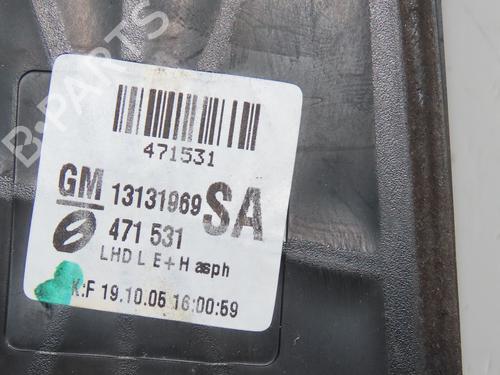 B-PARTS
471531
GM 13131969 SA
471 531
LHD L E+H asph
K:F 19.10.05 16:00:59